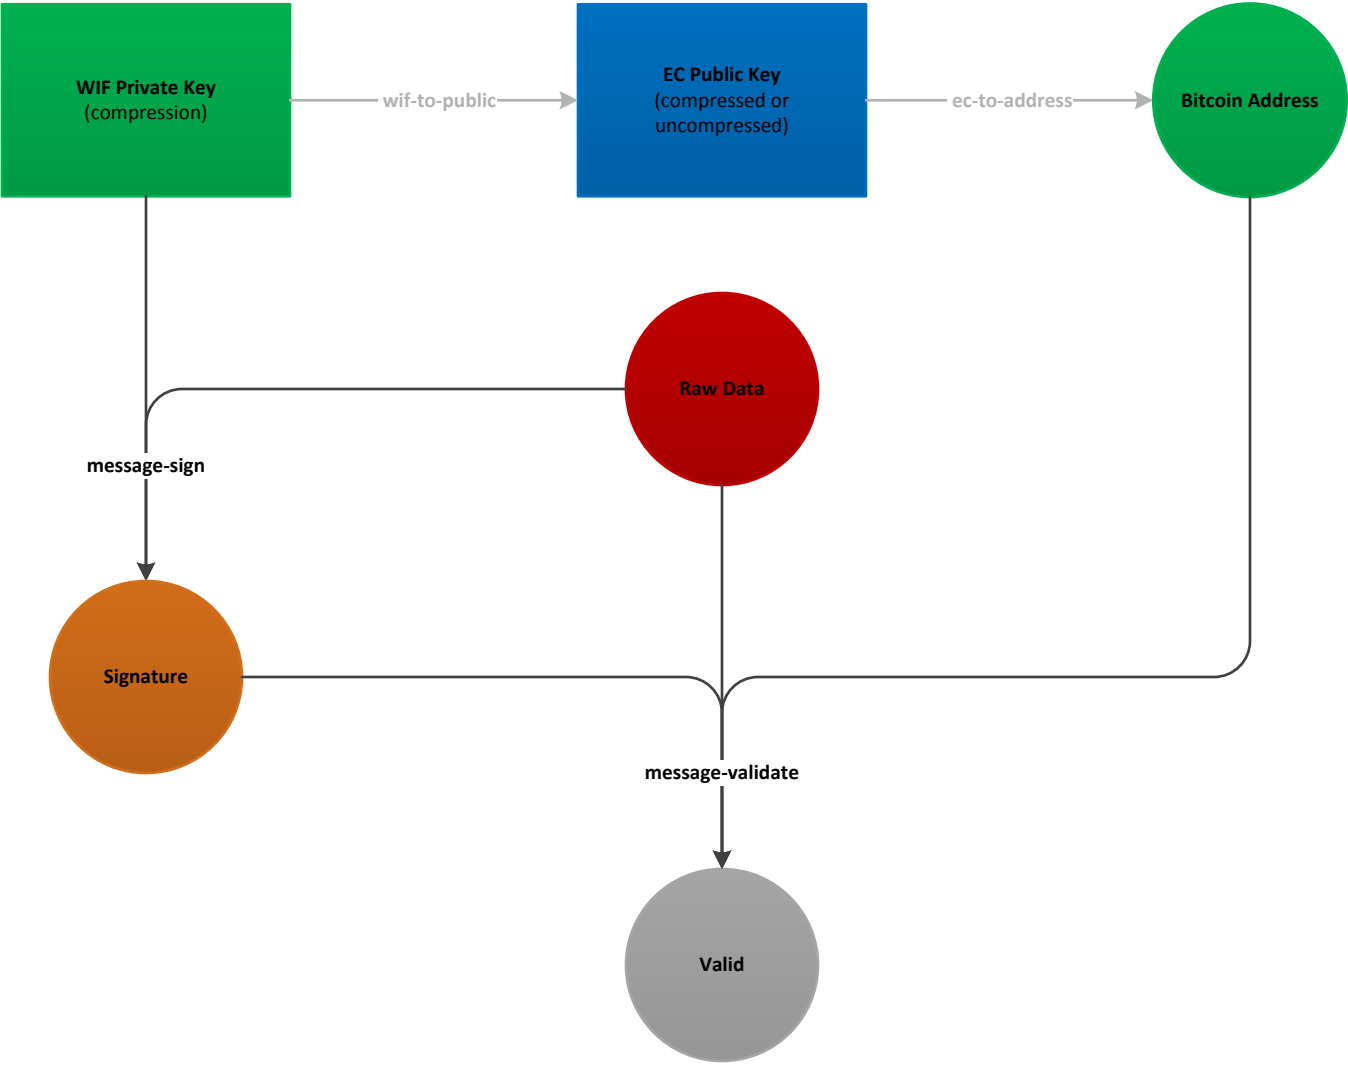 WIF Private Key
(compression)
wif-to-public
EC Public Key
(compressed or
uncompressed)
ec-to-address
Bitcoin Address
Raw Data
message-sign
Signature
message-validate
Valid